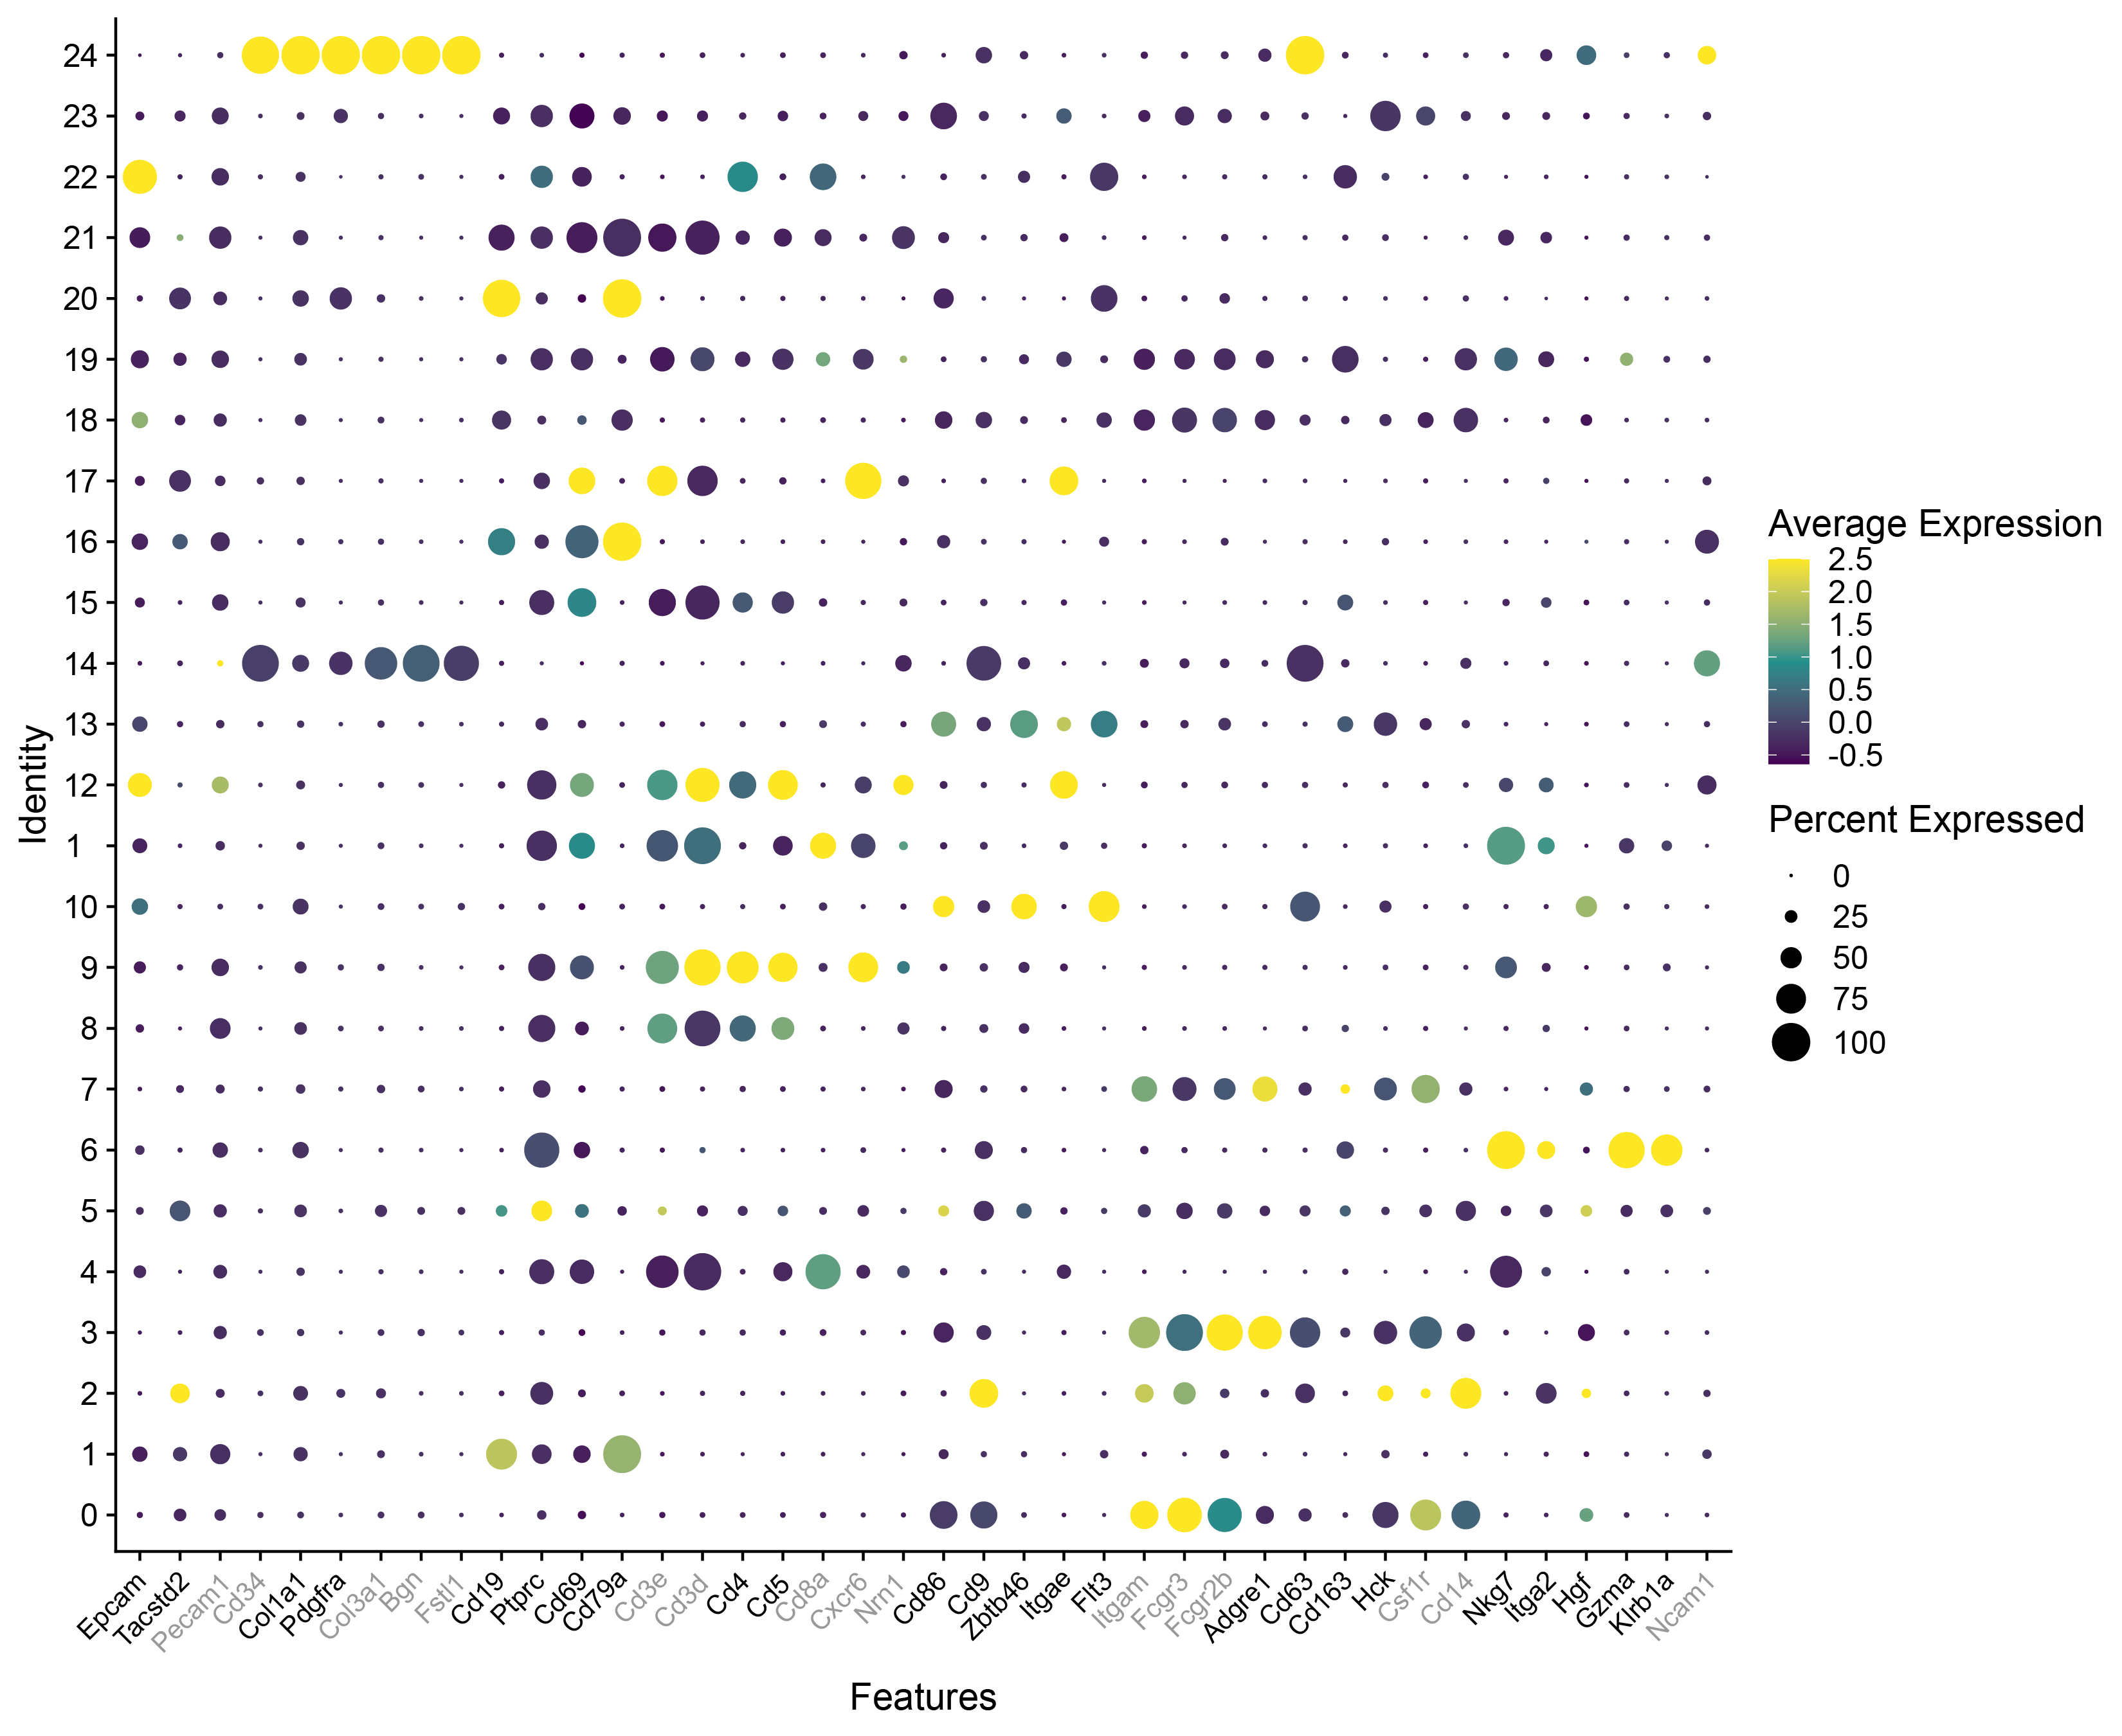 24
23
22
21
20
19
18
17
16
15
14
13
12
1
10
9
8
7
6
5
4
3
2
1
0
Identity
Epcam
Tacstd2
Pecam1
Cd34
Col1a1
Pdgfra
Col3a1
Bgn
Fstl1
Cd19
Ptprc
Cd69
Cd79a
Cd3e
Cd3d
Cd4
Cd5
Cd8a
Cxcr6
Nrn1
Cd86
Cd9
Zbtb46
Itgae
Flt3
Itgam
Fcgr3
Fcgr2b
Adgre1
Cd63
Cd163
Hck
Csf1r
Cd14
Nkg7
Itga2
Hgf
Gzma
Klrb1a
Ncam1
Features
Average Expression
2.5
2.0
1.5
1.0
0.5
0.0
-0.5
Percent Expressed
0
25
50
75
100